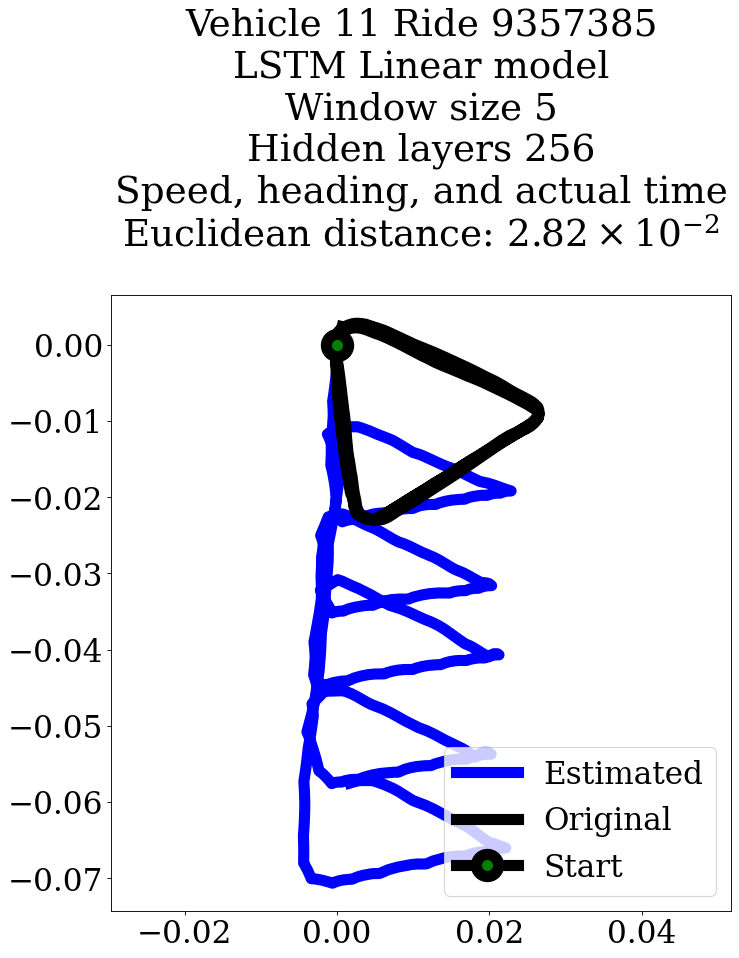 Vehicle 11 Ride 9357385
LSTM Linear model
Window size 5
Hidden layers 256
Speed, heading, and actual time
Euclidean distance: 2.82 × 10⁻²
0.00
−0.01
−0.02
−0.03
−0.04
−0.05
−0.06
−0.07
Estimated
Original
Start
−0.02 0.00 0.02 0.04